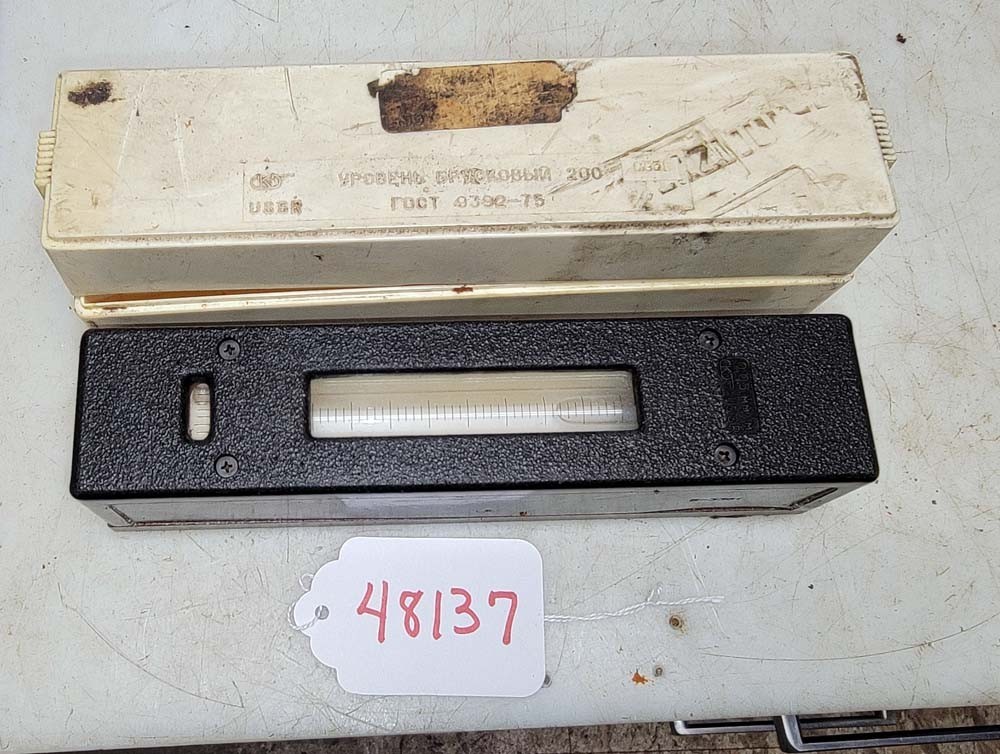 УРОВЕНЬ БРУСКОВЫЙ 200
USSR ГОСТ 9392-75
48137